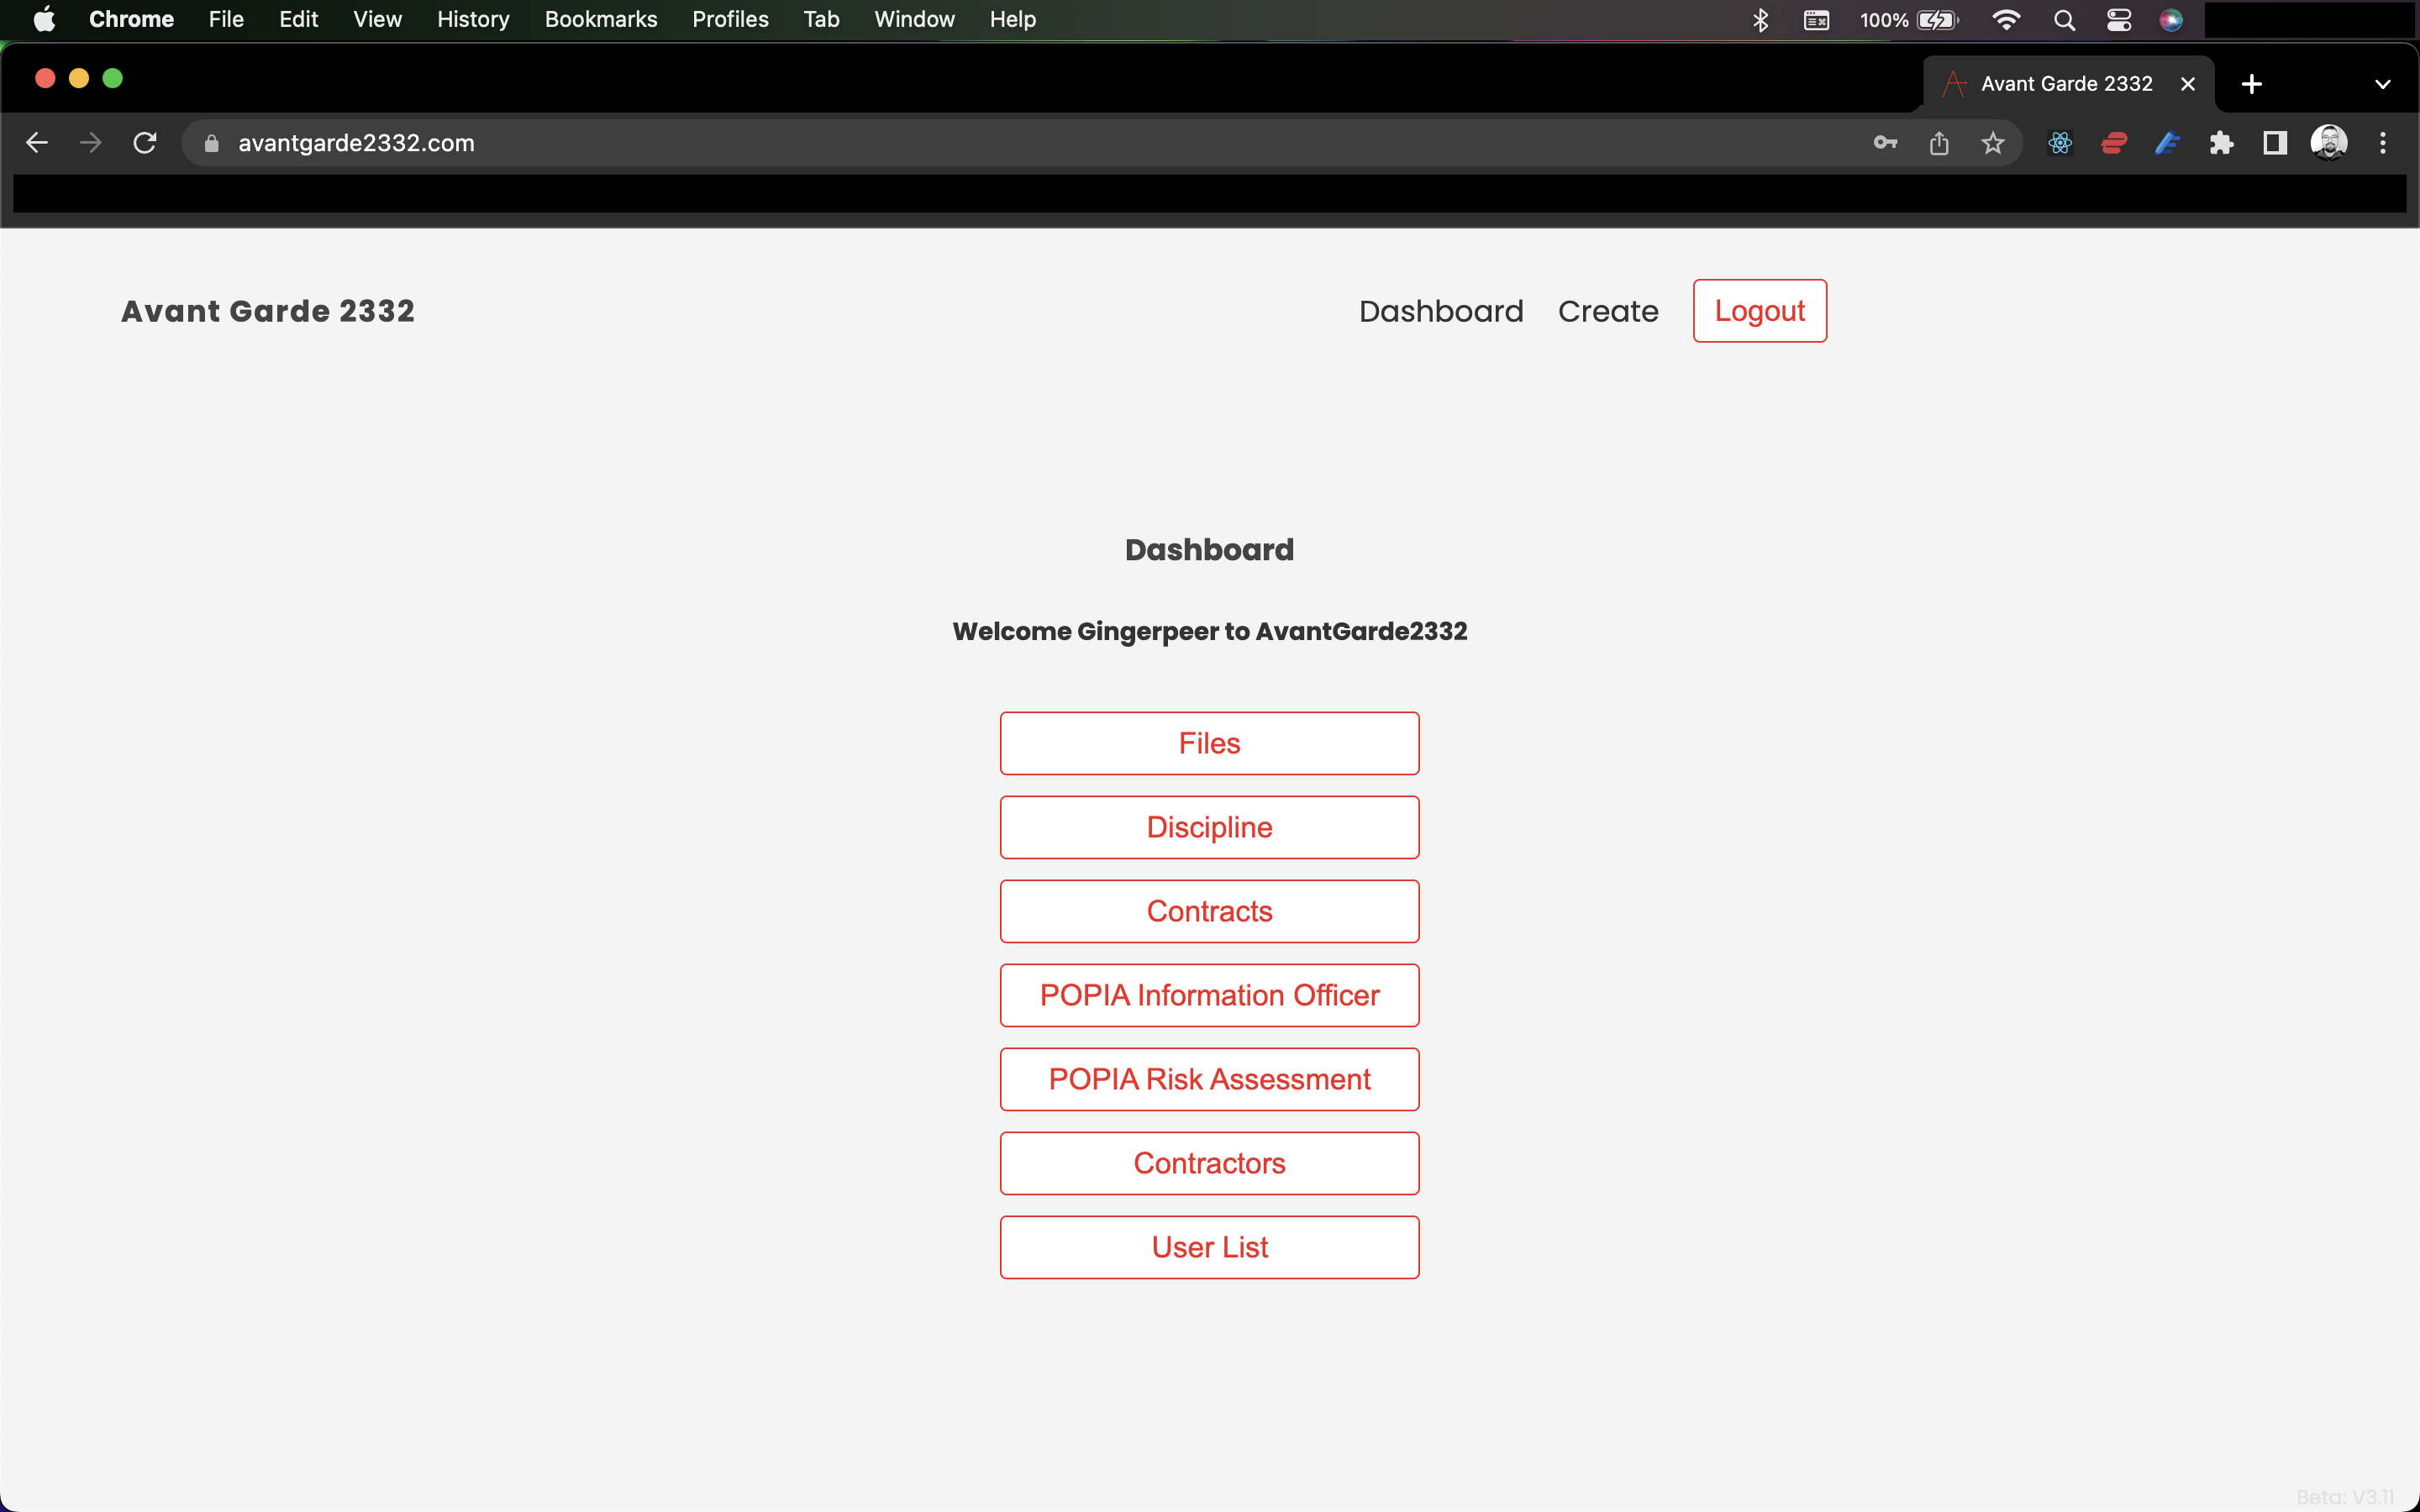 Chrome File Edit View History Bookmarks Profiles Tab Window Help 100%
Avant Garde 2332
avantgarde2332.com
Avant Garde 2332 Dashboard Create Logout
Dashboard
Welcome Gingerpeer to AvantGarde2332
Files
Discipline
Contracts
POPIA Information Officer
POPIA Risk Assessment
Contractors
User List
Beta: V3.11